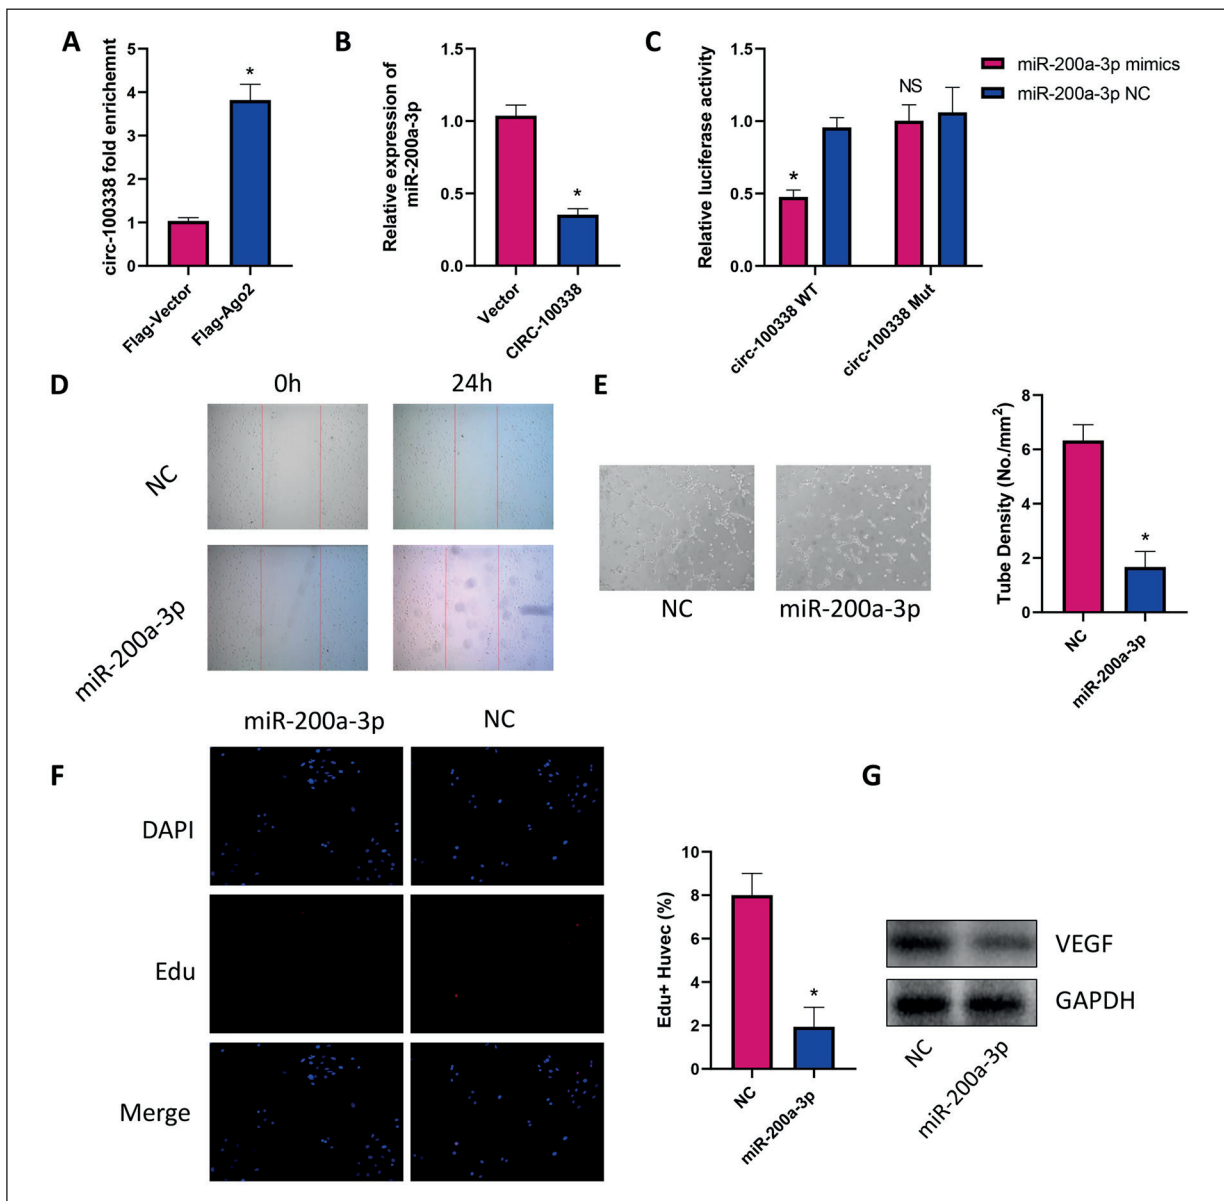 A
circ-100338 fold enrichemnt
5
4
3
2
1
0
*
Flag-Vector
Flag-Ago2
B
Relative expression of
miR-200a-3p
1.5
1.0
0.5
0.0
*
Vector
CIRC-100338
C
Relative luciferase activity
1.5
1.0
0.5
0.0
*
NS
circ-100338 WT
circ-100338 Mut
miR-200a-3p mimics
miR-200a-3p NC
D
0h
24h
NC
miR-200a-3p
E
NC
miR-200a-3p
Tube Density (No./mm²)
8
6
4
2
0
*
NC
miR-200a-3p
F
miR-200a-3p
NC
DAPI
Edu
Merge
Edu+ Huvec (%)
10
8
6
4
2
0
*
NC
miR-200a-3p
G
VEGF
GAPDH
NC
miR-200a-3p